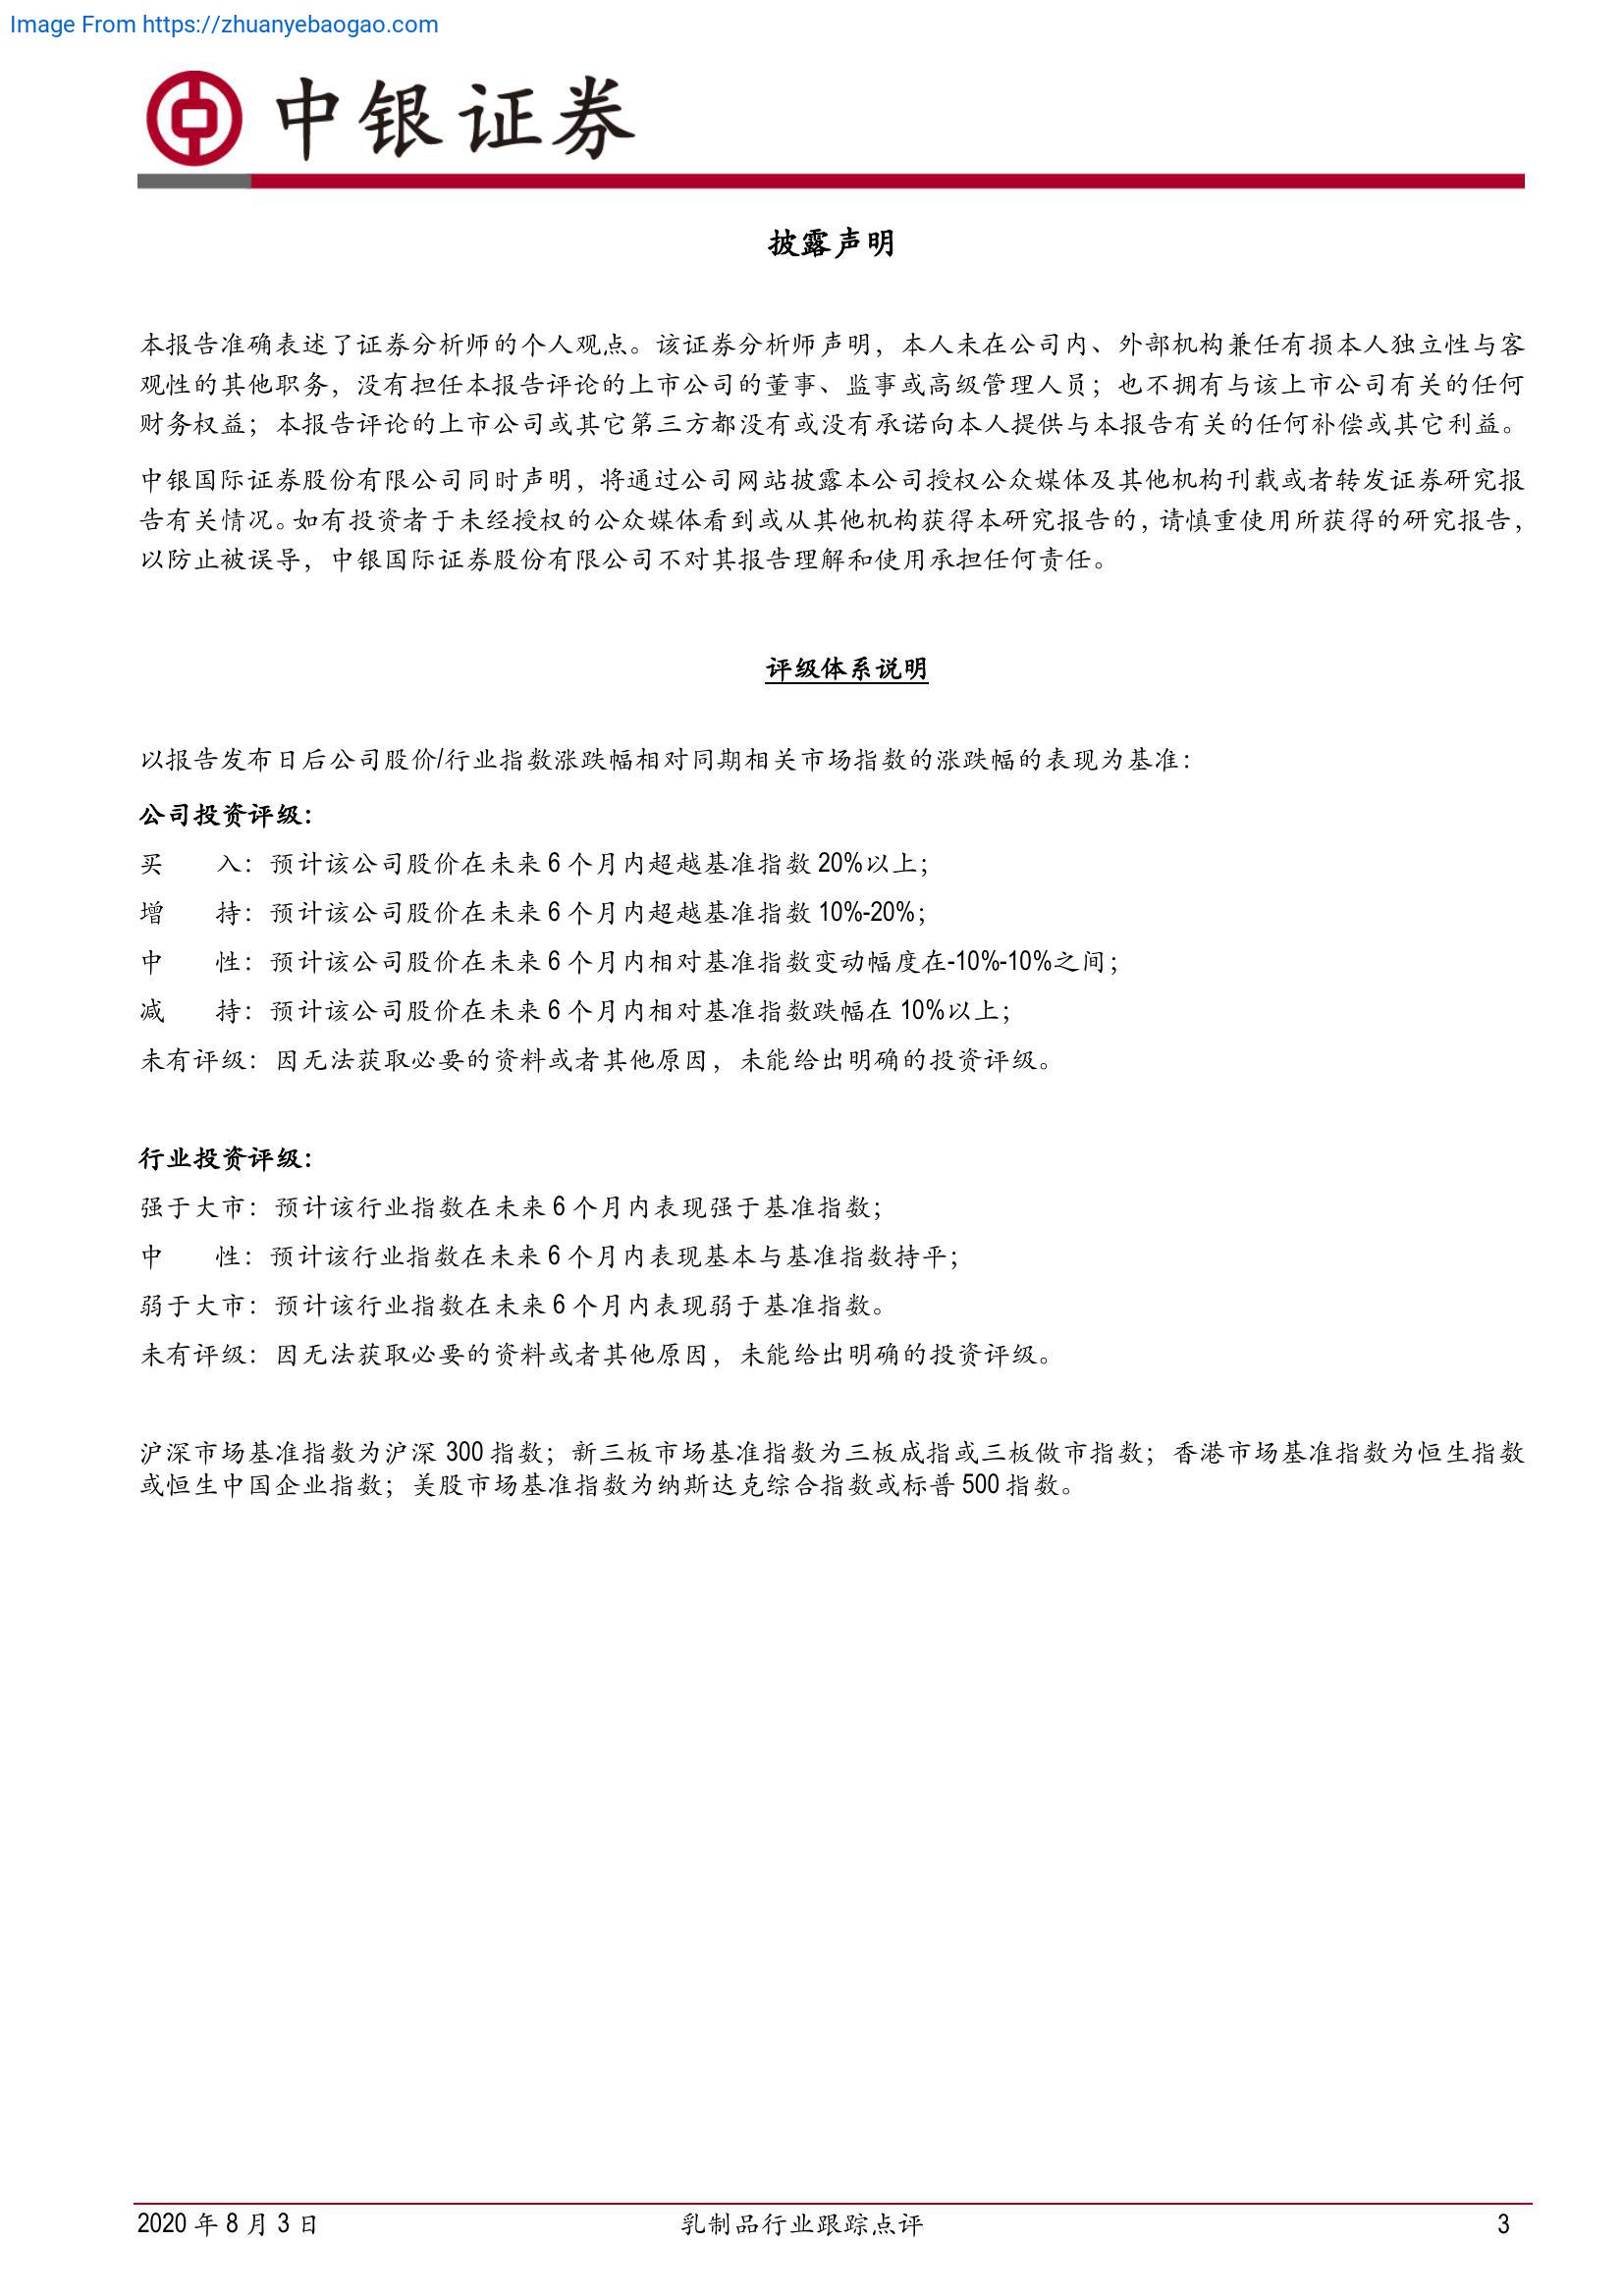 Image From https://zhuanyebaogao.com
中银证券
披露声明
本报告准确表述了证券分析师的个人观点。该证券分析师声明，本人未在公司内、外部机构兼任有损本人独立性与客
观性的其他职务，没有担任本报告评论的上市公司的董事、监事或高级管理人员；也不拥有与该上市公司有关的任何
财务权益；本报告评论的上市公司或其它第三方都没有或没有承诺向本人提供与本报告有关的任何补偿或其它利益。
中银国际证券股份有限公司同时声明，将通过公司网站披露本公司授权公众媒体及其他机构刊载或者转发证券研究报
告有关情况。如有投资者于未经授权的公众媒体看到或从其他机构获得本研究报告的，请慎重使用所获得的研究报告，
以防止被误导，中银国际证券股份有限公司不对其报告理解和使用承担任何责任。
评级体系说明
以报告发布日后公司股价/行业指数涨跌幅相对同期相关市场指数的涨跌幅的表现为基准：
公司投资评级：
买 入：预计该公司股价在未来 6 个月内超越基准指数 20%以上；
增 持：预计该公司股价在未来 6 个月内超越基准指数 10%-20%；
中 性：预计该公司股价在未来 6 个月内相对基准指数变动幅度在-10%-10%之间；
减 持：预计该公司股价在未来 6 个月内相对基准指数跌幅在 10%以上；
未有评级：因无法获取必要的资料或者其他原因，未能给出明确的投资评级。
行业投资评级：
强于大市：预计该行业指数在未来 6 个月内表现强于基准指数；
中 性：预计该行业指数在未来 6 个月内表现基本与基准指数持平；
弱于大市：预计该行业指数在未来 6 个月内表现弱于基准指数。
未有评级：因无法获取必要的资料或者其他原因，未能给出明确的投资评级。
沪深市场基准指数为沪深 300 指数；新三板市场基准指数为三板成指或三板做市指数；香港市场基准指数为恒生指数
或恒生中国企业指数；美股市场基准指数为纳斯达克综合指数或标普 500 指数。
2020 年 8 月 3 日 乳制品行业跟踪点评 3